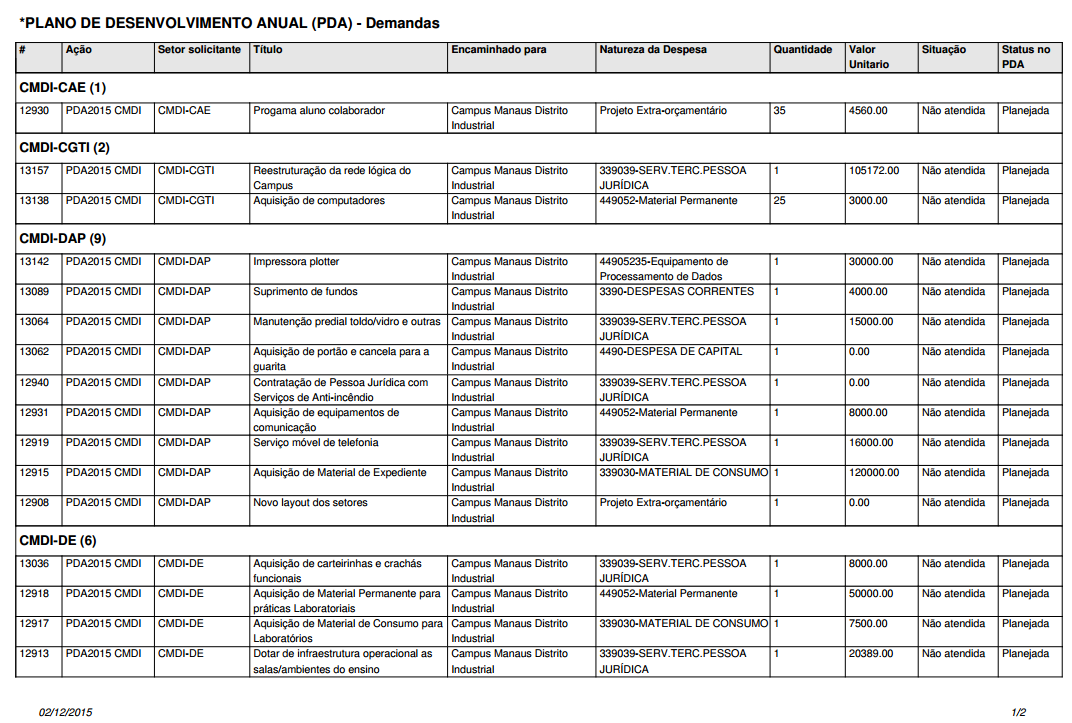 *PLANO DE DESENVOLVIMENTO ANUAL (PDA) - Demandas
# Ação Setor solicitante Título Encaminhado para Natureza da Despesa Quantidade Valor Unitario Situação Status no PDA
CMDI-CAE (1)
12930 PDA2015 CMDI CMDI-CAE Progama aluno colaborador Campus Manaus Distrito Industrial Projeto Extra-orçamentário 35 4560.00 Não atendida Planejada
CMDI-CGTI (2)
13157 PDA2015 CMDI CMDI-CGTI Reestruturação da rede lógica do Campus Campus Manaus Distrito Industrial 339039-SERV.TERC.PESSOA JURÍDICA 1 105172.00 Não atendida Planejada
13138 PDA2015 CMDI CMDI-CGTI Aquisição de computadores Campus Manaus Distrito Industrial 449052-Material Permanente 25 3000.00 Não atendida Planejada
CMDI-DAP (9)
13142 PDA2015 CMDI CMDI-DAP Impressora plotter Campus Manaus Distrito Industrial 44905235-Equipamento de Processamento de Dados 1 30000.00 Não atendida Planejada
13089 PDA2015 CMDI CMDI-DAP Suprimento de fundos Campus Manaus Distrito Industrial 3390-DESPESAS CORRENTES 1 4000.00 Não atendida Planejada
13064 PDA2015 CMDI CMDI-DAP Manutenção predial toldo/vidro e outras Campus Manaus Distrito Industrial 339039-SERV.TERC.PESSOA JURÍDICA 1 15000.00 Não atendida Planejada
13062 PDA2015 CMDI CMDI-DAP Aquisição de portão e cancela para a guarita Campus Manaus Distrito Industrial 4490-DESPESA DE CAPITAL 1 0.00 Não atendida Planejada
12940 PDA2015 CMDI CMDI-DAP Contratação de Pessoa Jurídica com Serviços de Anti-incêndio Campus Manaus Distrito Industrial 339039-SERV.TERC.PESSOA JURÍDICA 1 0.00 Não atendida Planejada
12931 PDA2015 CMDI CMDI-DAP Aquisição de equipamentos de comunicação Campus Manaus Distrito Industrial 449052-Material Permanente 1 8000.00 Não atendida Planejada
12919 PDA2015 CMDI CMDI-DAP Serviço móvel de telefonia Campus Manaus Distrito Industrial 339039-SERV.TERC.PESSOA JURÍDICA 1 16000.00 Não atendida Planejada
12915 PDA2015 CMDI CMDI-DAP Aquisição de Material de Expediente Campus Manaus Distrito Industrial 339030-MATERIAL DE CONSUMO 1 120000.00 Não atendida Planejada
12908 PDA2015 CMDI CMDI-DAP Novo layout dos setores Campus Manaus Distrito Industrial Projeto Extra-orçamentário 1 0.00 Não atendida Planejada
CMDI-DE (6)
13036 PDA2015 CMDI CMDI-DE Aquisição de carteirinhas e crachás funcionais Campus Manaus Distrito Industrial 339039-SERV.TERC.PESSOA JURÍDICA 1 8000.00 Não atendida Planejada
12918 PDA2015 CMDI CMDI-DE Aquisição de Material Permanente para práticas Laboratoriais Campus Manaus Distrito Industrial 449052-Material Permanente 1 50000.00 Não atendida Planejada
12917 PDA2015 CMDI CMDI-DE Aquisição de Material de Consumo para Laboratórios Campus Manaus Distrito Industrial 339030-MATERIAL DE CONSUMO 1 7500.00 Não atendida Planejada
12913 PDA2015 CMDI CMDI-DE Dotar de infraestrutura operacional as salas/ambientes do ensino Campus Manaus Distrito Industrial 339039-SERV.TERC.PESSOA JURÍDICA 1 20389.00 Não atendida Planejada
02/12/2015 1/2